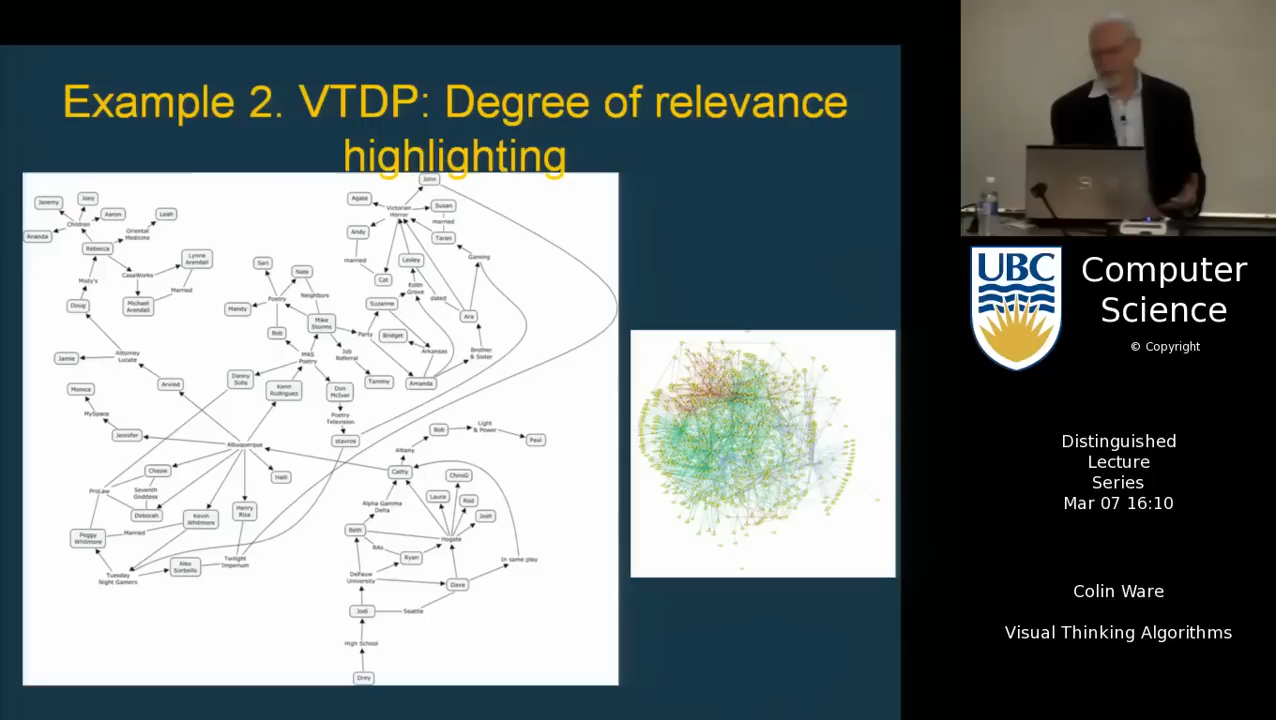 Example 2. VTDP: Degree of relevance
highlighting
John
Jeremy
Joey
Agate
Susan
Victorian
Horror
Aaron
Leah
Children
married
Andy
Oriental
Medicine
Ananda
Taran
Rebecca
Lynne
Arendall
Gaming
married
Lesley
Sari
Nate
CasaWorks
Misty's
Cat
Edith
Grove
Married
Neighbors
dated
Poetry
Michael
Arendall
Doug
Suzanne
Mandy
Ara
Mike
Storms
Bob
Party
Bridget
Attorney
Locate
Jamie
MAS
Poetry
Job
Referral
Arkansas
Brother
& Sister
Danny
Solis
Tammy
Amanda
Arvind
Monica
Kenn
Rodriguez
Don
McIver
MySpace
Poetry
Television
Jennifer
Bob
Light
& Power
stavros
Paul
Albuquerque
Albany
Chasie
Cathy
Halli
ChrisG
ProLaw
Seventh
Goddess
Laura
Rod
Alpha Gamma
Delta
Henry
Rice
Deborah
Kevin
Whitmore
Josh
Peggy
Whitmore
Married
Beth
Hogate
RAs
Ryan
Twilight
Imperium
In same play
Alex
Sorbello
Tuesday
Night Gamers
DePauw
University
Dave
Jodi
Seattle
High School
Drey
UBC
Computer
Science
© Copyright
Distinguished
Lecture
Series
Mar 07 16:10
Colin Ware
Visual Thinking Algorithms